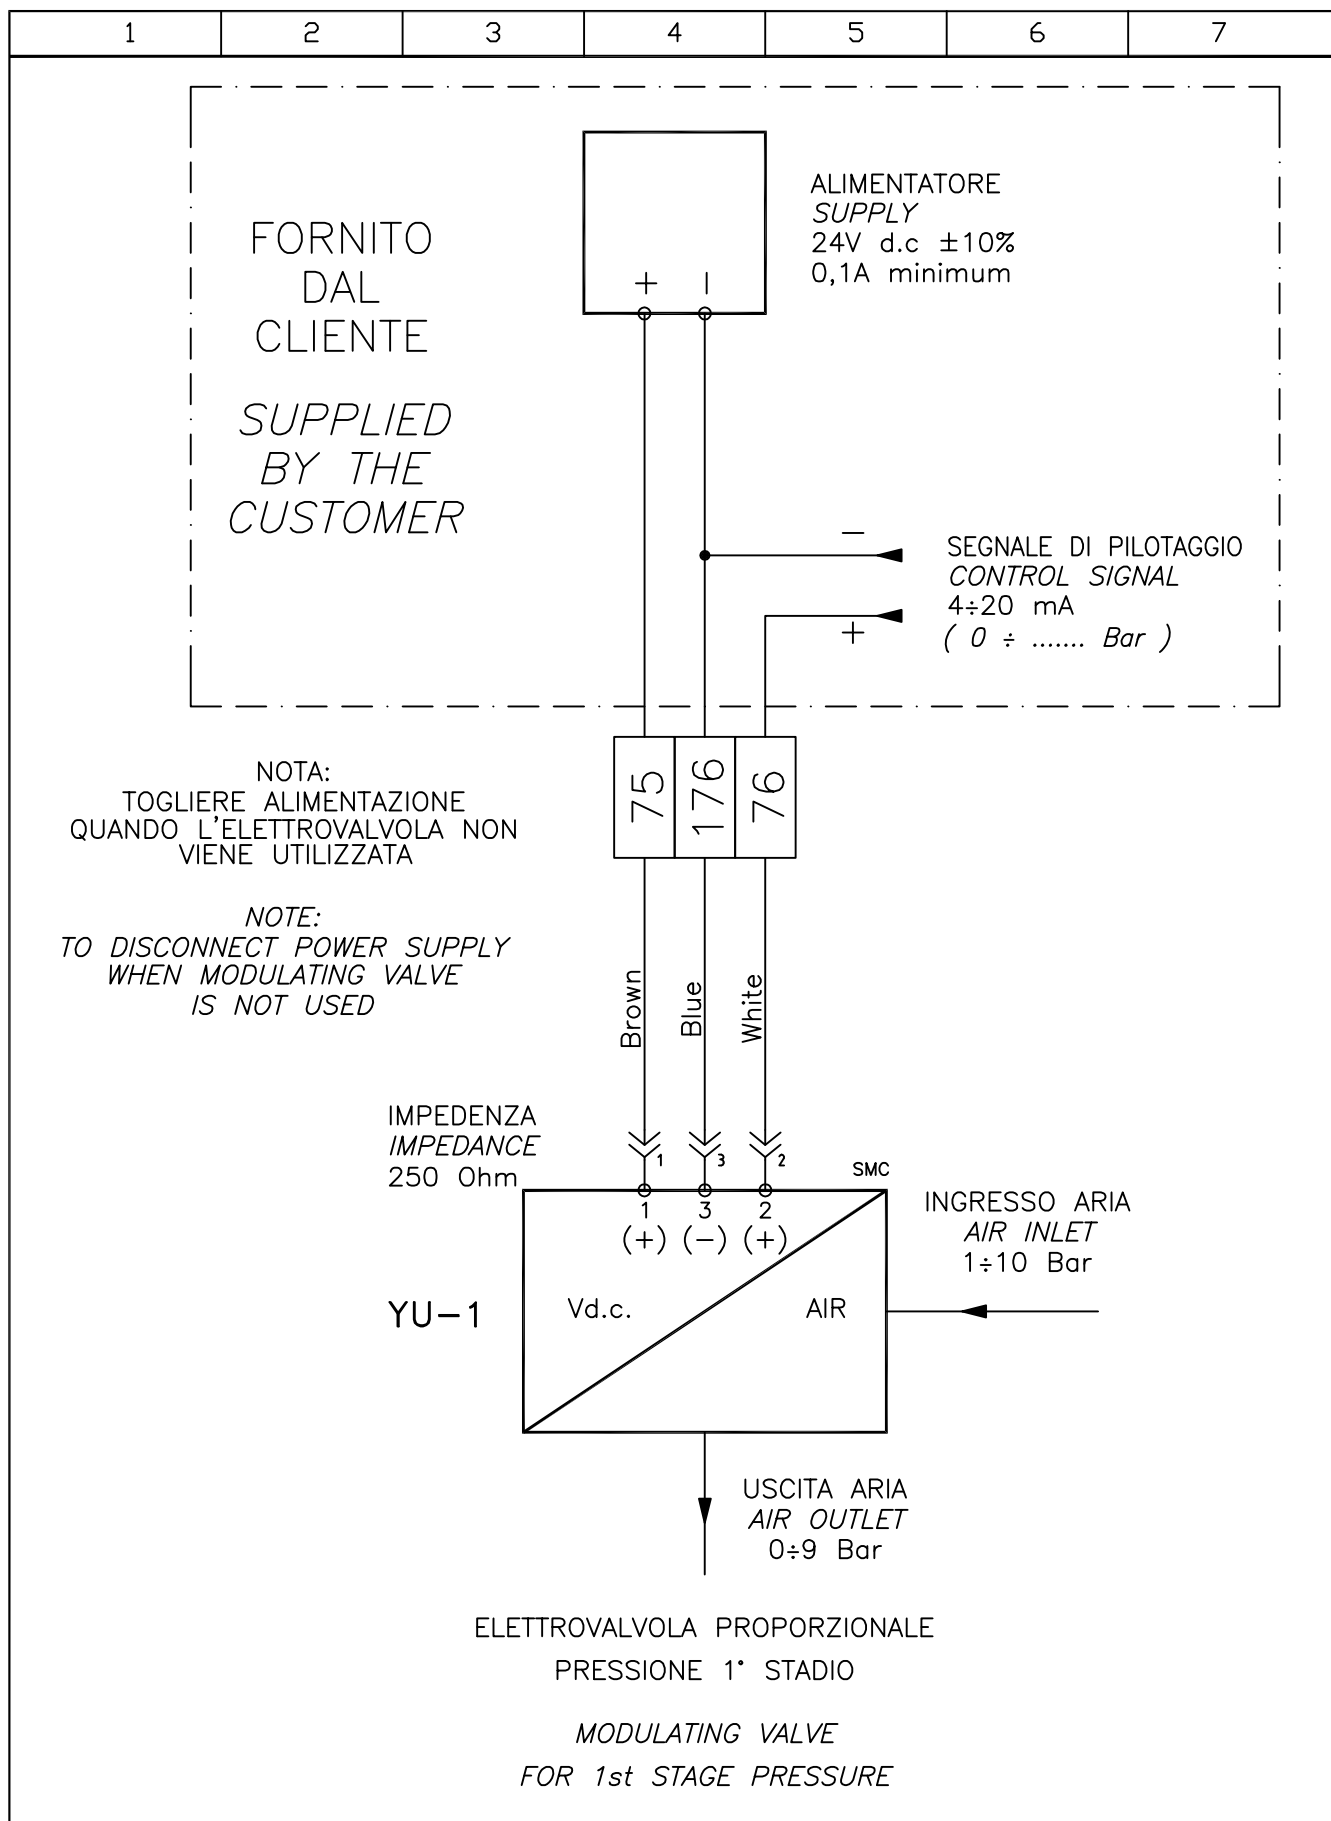 1 2 3 4 5 6 7
FORNITO
DAL
CLIENTE
SUPPLIED
BY THE
CUSTOMER
+ −
ALIMENTATORE
SUPPLY
24V d.c ±10%
0,1A minimum
−
+
SEGNALE DI PILOTAGGIO
CONTROL SIGNAL
4÷20 mA
( 0 ÷ ....... Bar )
75 176 76
NOTA:
TOGLIERE ALIMENTAZIONE
QUANDO L'ELETTROVALVOLA NON
VIENE UTILIZZATA
NOTE:
TO DISCONNECT POWER SUPPLY
WHEN MODULATING VALVE
IS NOT USED
Brown
Blue
White
IMPEDENZA
IMPEDANCE
250 Ohm
1 3 2
SMC
1 3 2
(+) (−) (+)
YU−1
Vd.c.
AIR
INGRESSO ARIA
AIR INLET
1÷10 Bar
USCITA ARIA
AIR OUTLET
0÷9 Bar
ELETTROVALVOLA PROPORZIONALE
PRESSIONE 1° STADIO
MODULATING VALVE
FOR 1st STAGE PRESSURE